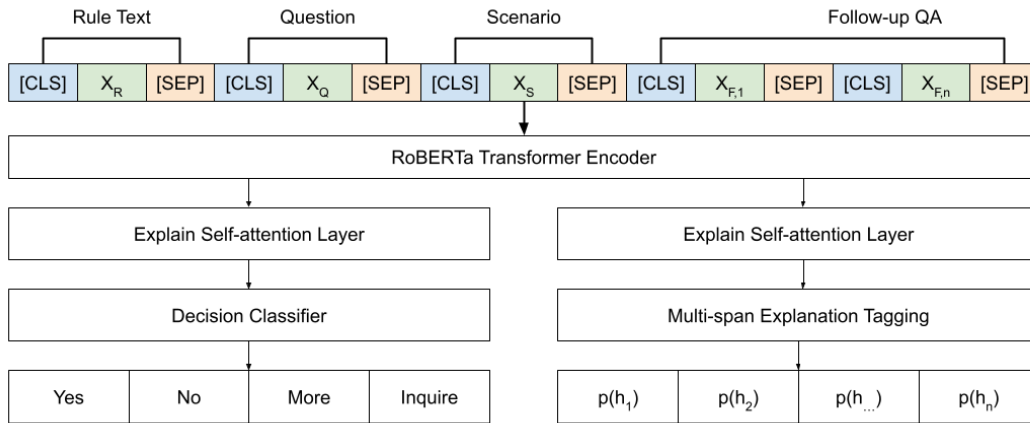 Rule Text Question Scenario Follow-up QA
[CLS] X_R [SEP] [CLS] X_Q [SEP] [CLS] X_S [SEP] [CLS] X_F,1 [SEP] [CLS] X_F,n [SEP]
RoBERTa Transformer Encoder
Explain Self-attention Layer Explain Self-attention Layer
Decision Classifier Multi-span Explanation Tagging
Yes No More Inquire p(h_1) p(h_2) p(h_...) p(h_n)